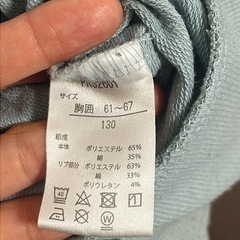 サイズ
胸囲 61～67
130
組成
本体 ポリエステル 65%
綿 35%
リブ部分 ポリエステル 63%
綿 33%
ポリウレタン 4%
40